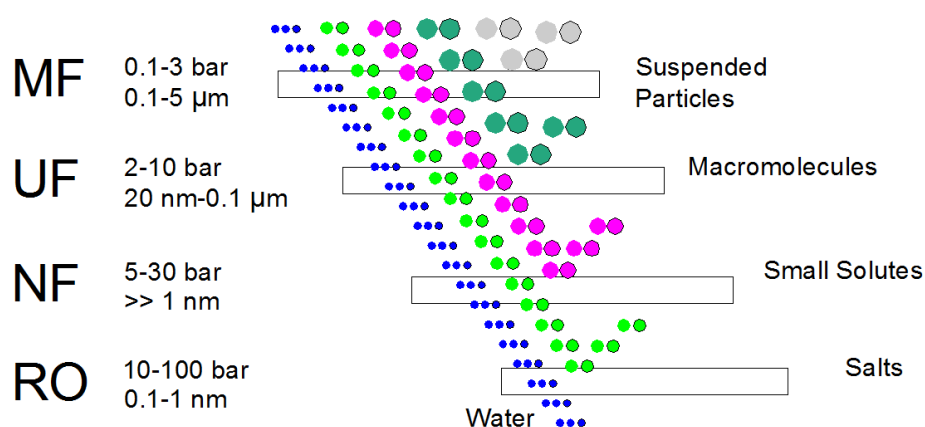 MF
0.1-3 bar
0.1-5 μm
Suspended
Particles
UF
2-10 bar
20 nm-0.1 μm
Macromolecules
NF
5-30 bar
>> 1 nm
Small Solutes
RO
10-100 bar
0.1-1 nm
Salts
Water